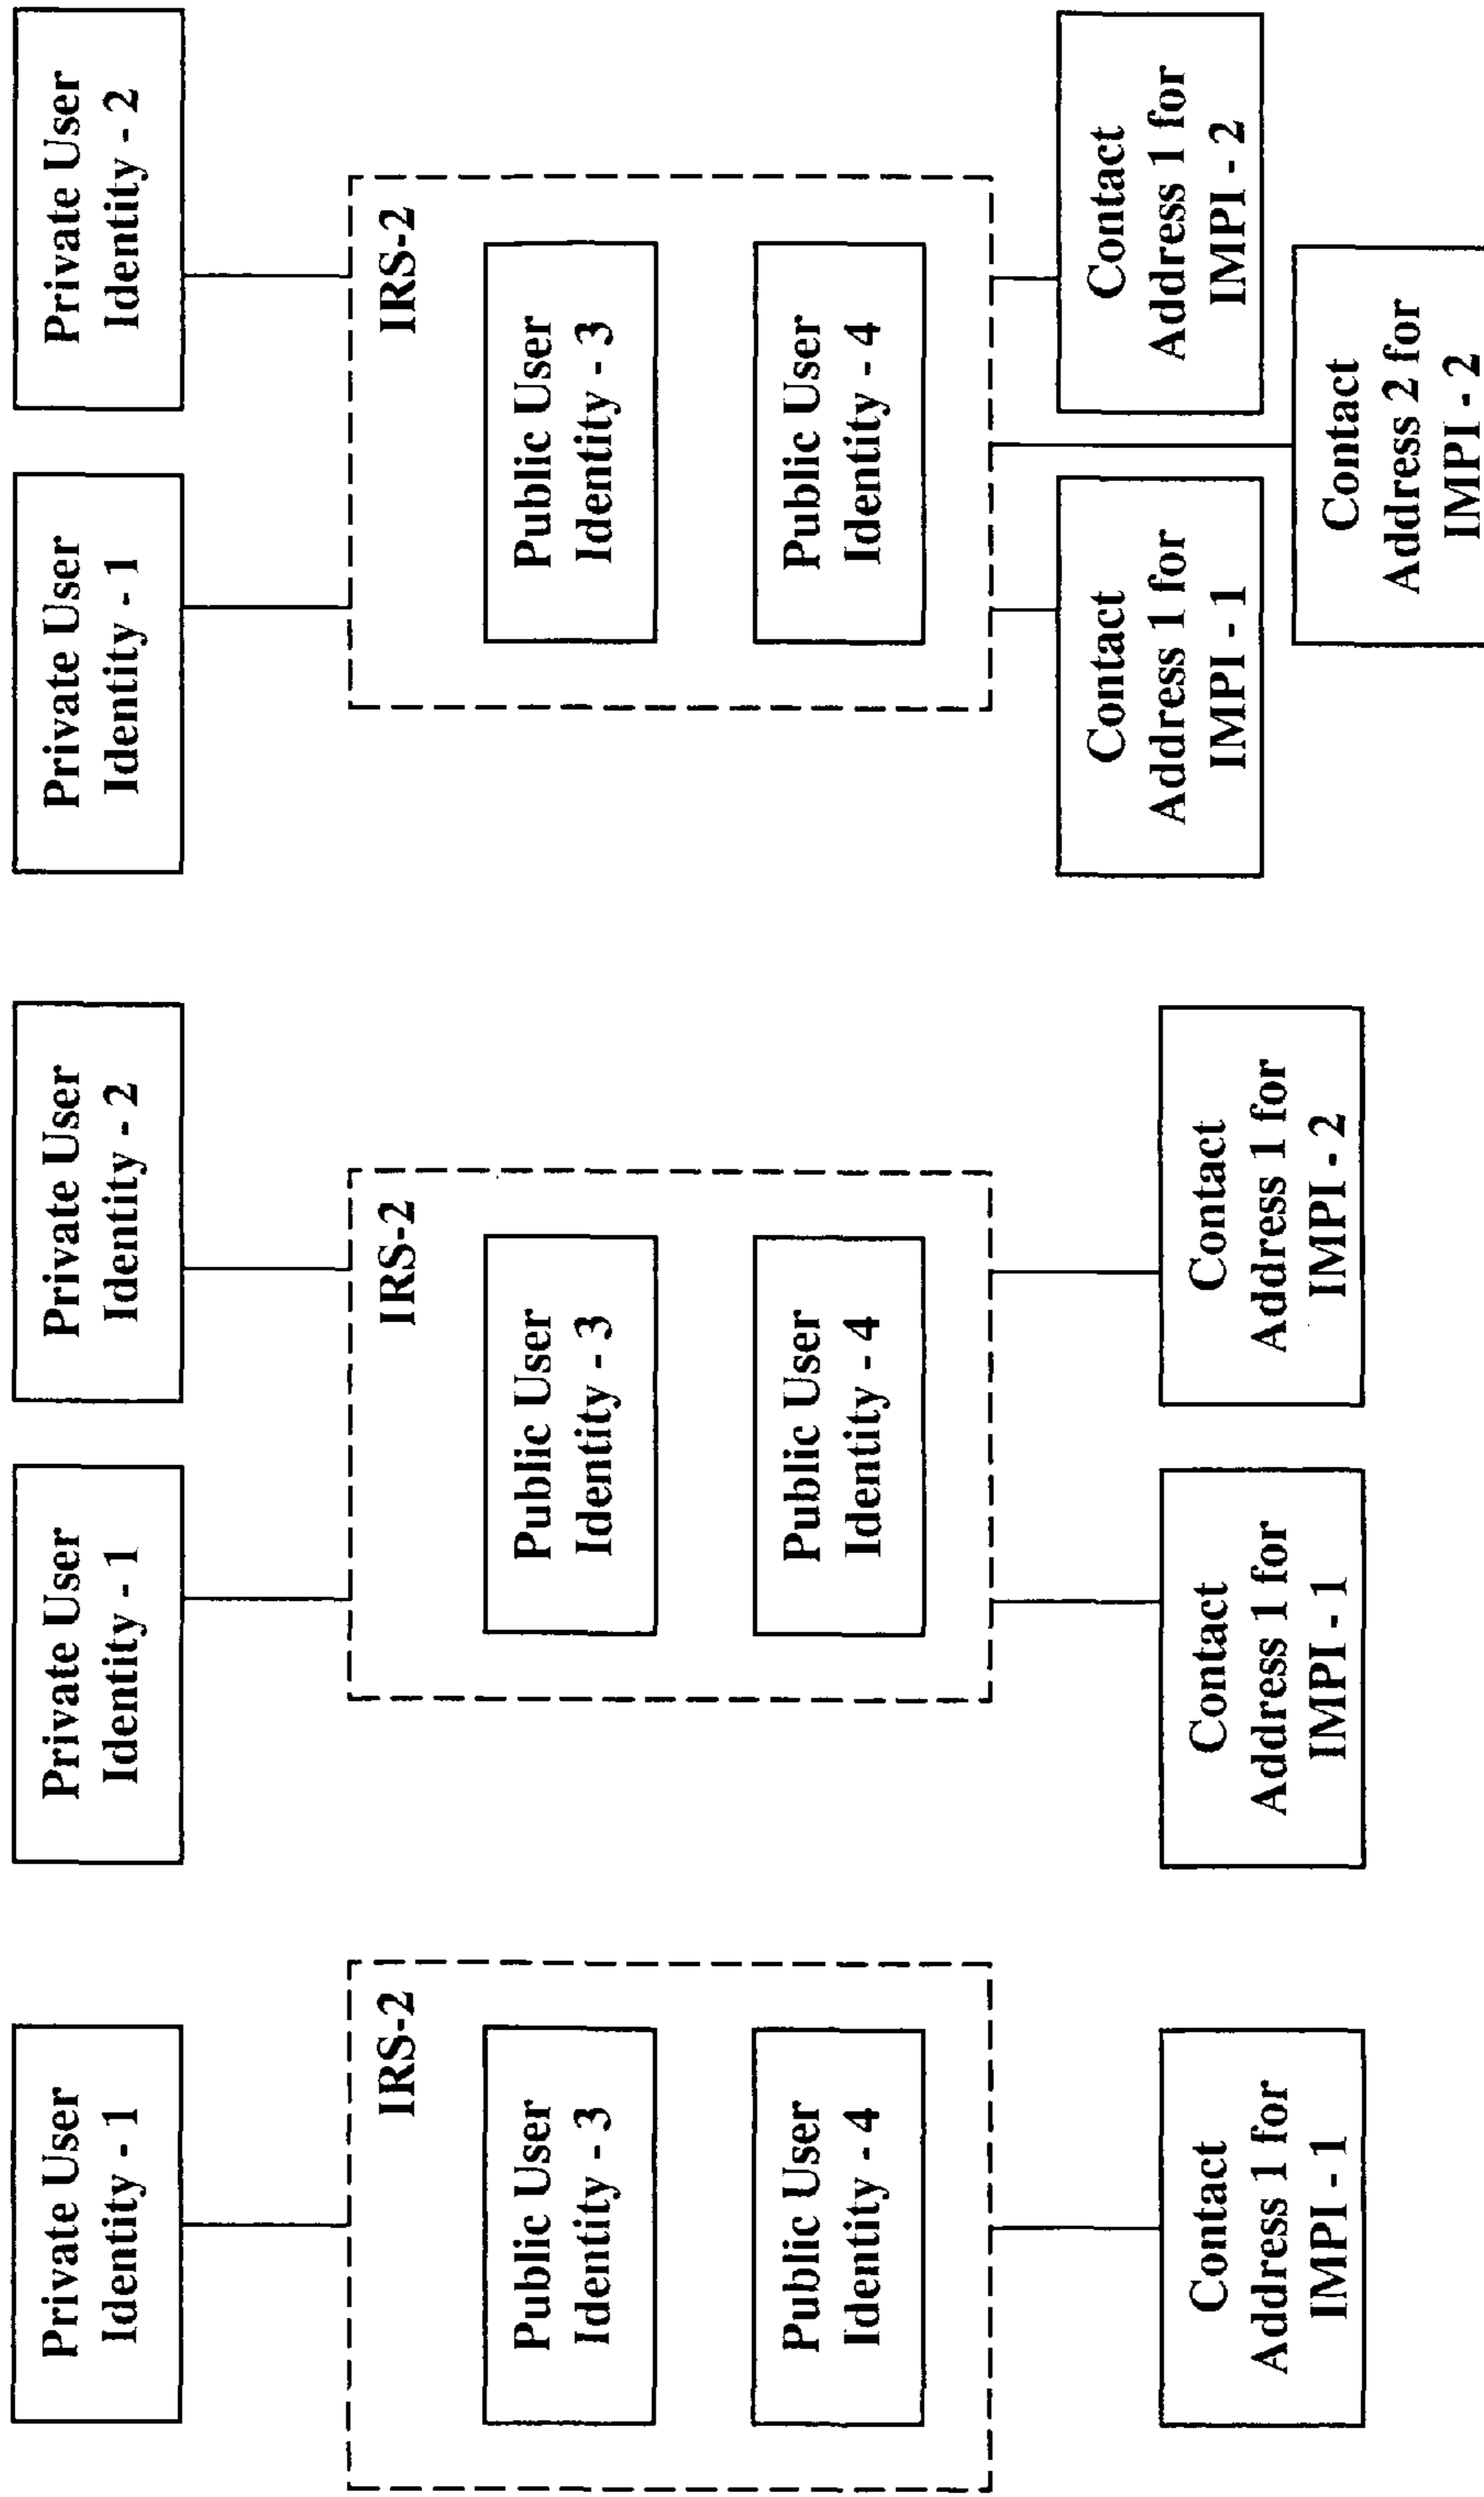 Private User
Identity - 1
IRS-2
Public User
Identity - 3
Public User
Identity - 4
Contact
Address 1 for
IMPI - 1
Private User
Identity - 1
Private User
Identity - 2
IRS-2
Public User
Identity - 3
Public User
Identity - 4
Contact
Address 1 for
IMPI - 1
Contact
Address 1 for
IMPI - 2
Private User
Identity - 1
Private User
Identity - 2
IRS-2
Public User
Identity - 3
Public User
Identity - 4
Contact
Address 1 for
IMPI - 1
Contact
Address 1 for
IMPI - 2
Contact
Address 2 for
IMPI - 2